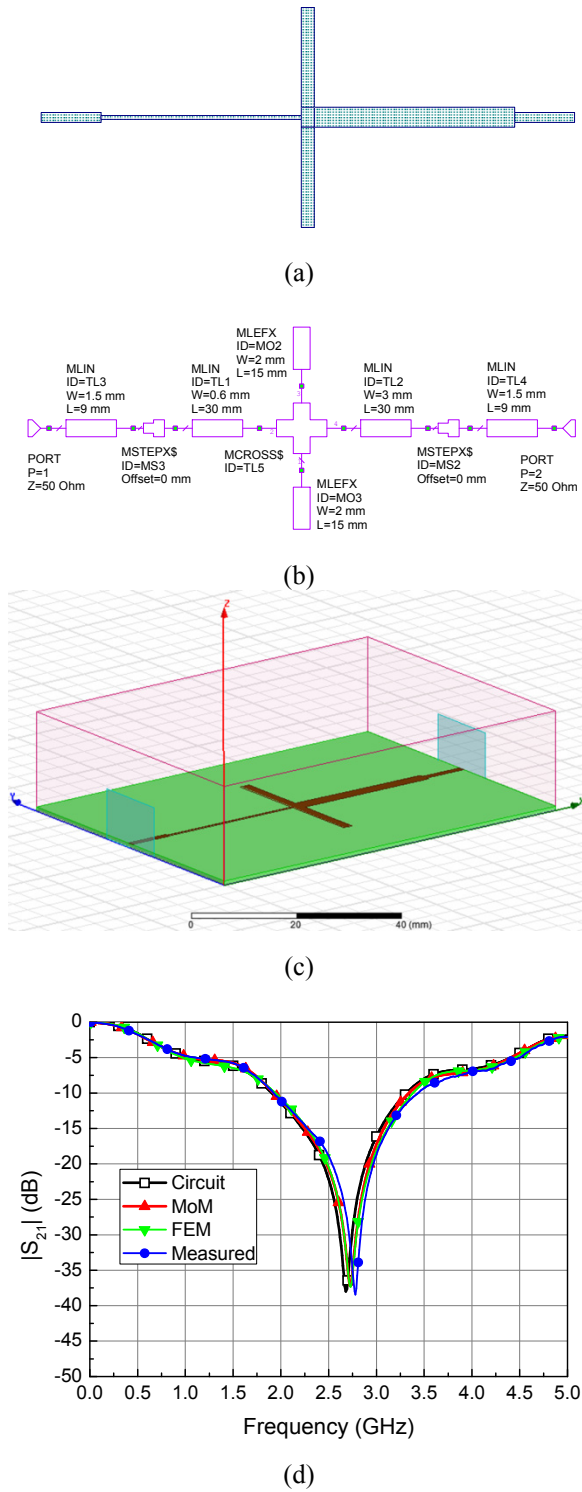 (a)
MLEFX
ID=MO2
W=2 mm
L=15 mm
MLIN
ID=TL3
W=1.5 mm
L=9 mm
MLIN
ID=TL1
W=0.6 mm
L=30 mm
MLIN
ID=TL2
W=3 mm
L=30 mm
MLIN
ID=TL4
W=1.5 mm
L=9 mm
3
2
4
PORT
P=1
Z=50 Ohm
MSTEPX$
ID=MS3
Offset=0 mm
MCROSS$
ID=TL5
MLEFX
ID=MO3
W=2 mm
L=15 mm
MSTEPX$
ID=MS2
Offset=0 mm
PORT
P=2
Z=50 Ohm
(b)
Z
0 20 40 (mm)
(c)
0
-5
-10
-15
-20
-25
-30
-35
-40
-45
-50
|S21| (dB)
Circuit
MoM
FEM
Measured
0.0 0.5 1.0 1.5 2.0 2.5 3.0 3.5 4.0 4.5 5.0
Frequency (GHz)
(d)